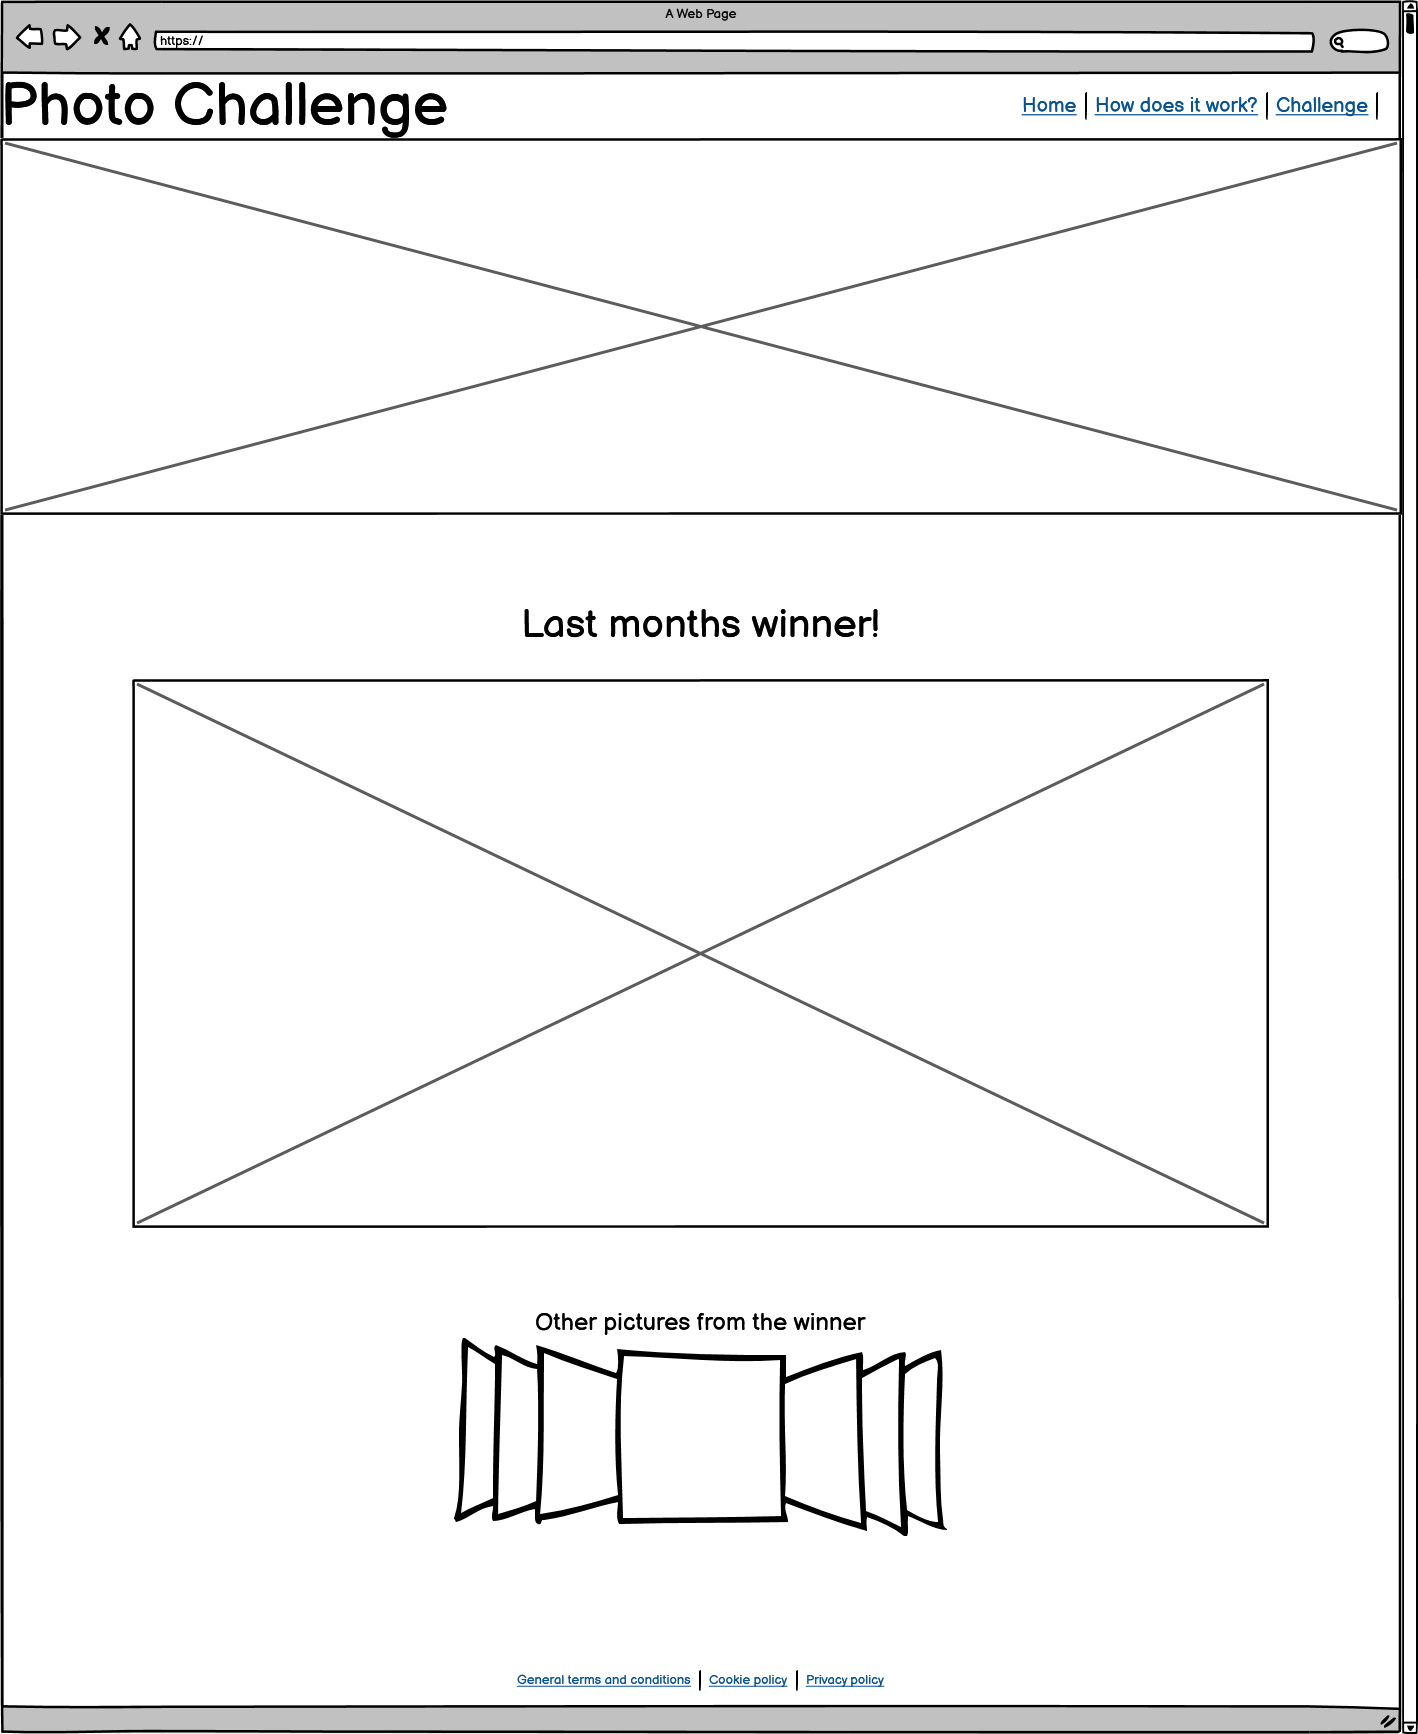 A Web Page
https://
Photo Challenge
Home | How does it work? | Challenge |
Last months winner!
Other pictures from the winner
General terms and conditions | Cookie policy | Privacy policy